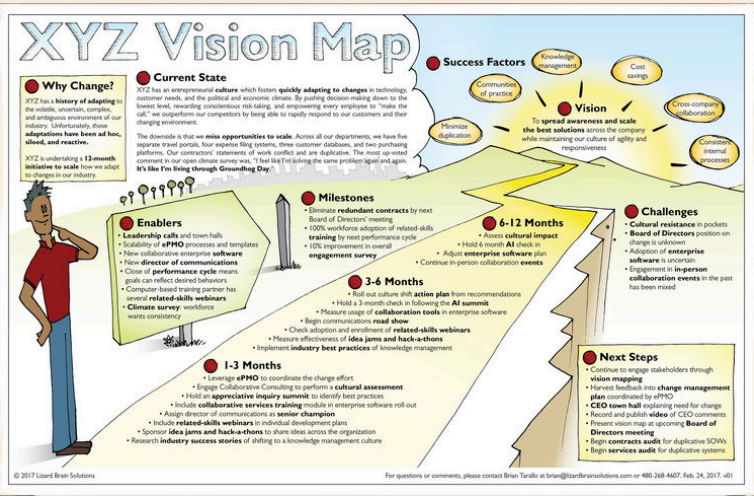 XYZ Vision Map
Why Change?
XYZ has a history of adapting to
the volatile, uncertain, complex,
and ambiguous environment of our
industry. Unfortunately, those
adaptations have been ad hoc,
siloed, and reactive.
XYZ is undertaking a 12-month
initiative to scale how we adapt
to changes in our industry.
Current State
XYZ has an entrepreneurial culture which fosters quickly adapting to changes in technology,
customer needs, and the political and economic climate. By pushing decision-making down to the
lowest level, rewarding conscientious risk-taking, and empowering every employee to "make the
call," we outperform our competitors by being able to rapidly respond to our customers and their
changing environment.
The downside is that we miss opportunities to scale. Across all our departments, we have five
separate travel portals, four expense filing systems, three customer databases, and two purchasing
platforms. Our contractors' statements of work conflict and are duplicative. The most up-voted
comment in our open climate survey was, "I feel like I'm solving the same problem again and again.
It's like I'm living through Groundhog Day
Success Factors
Knowledge
management
Cost
savings
Communities
of practice
Cross-company
collaboration
Minimize
duplication
Consistent
internal
processes
Vision
To spread awareness and scale
the best solutions across the company
while maintaining our culture of agility and
responsiveness
Enablers
• Leadership calls and town halls
• Scalability of ePMO processes and templates
• New collaborative enterprise software
• New director of communications
• Close of performance cycle means
goals can reflect desired behaviors
• Computer-based training partner has
several related-skills webinars
• Climate survey: workforce
wants consistency
Milestones
• Eliminate redundant contracts by next
Board of Directors' meeting
• 100% workforce adoption of related-skills
training by next performance cycle
• 10% improvement in overall
engagement survey
6-12 Months
• Assess cultural impact
• Hold 6 month AI check in
• Adjust enterprise software plan
• Continue in-person collaboration events
Challenges
• Cultural resistance in pockets
• Board of Directors position on
change is unknown
• Adoption of enterprise
software is uncertain
• Engagement in in-person
collaboration events in the past
has been mixed
3-6 Months
• Roll out culture shift action plan from recommendations
• Hold a 3-month check in following the AI summit
• Measure usage of collaboration tools in enterprise software
• Begin communications road show
• Check adoption and enrollment of related-skills webinars
• Measure effectiveness of idea jams and hack-a-thons
• Implement industry best practices of knowledge management
1-3 Months
• Leverage ePMO to coordinate the change effort
• Engage Collaborative Consulting to perform a cultural assessment
• Hold an appreciative inquiry summit to identify best practices
• Include collaborative services training module in enterprise software roll out
• Assign director of communications as senior champion
• Include related-skills webinars in individual development plans
• Sponsor idea jams and hack-a-thons to share ideas across the organization
• Research industry success stories of shifting to a knowledge management culture
Next Steps
• Continue to engage stakeholders through
vision mapping
• Harvest feedback into change management
plan coordinated by ePMO
• CEO town hall explaining need for change
• Record and publish video of CEO comments
• Present vision map at upcoming Board of
Directors meeting
• Begin contracts audit for duplicative SOWs
• Begin services audit for duplicative systems
© 2017 Lizard Brain Solutions
For questions or comments, please contact Brian Tarallo at brian@lizardbrainsolutions.com or 480-268-4607. Feb. 24, 2017. v01